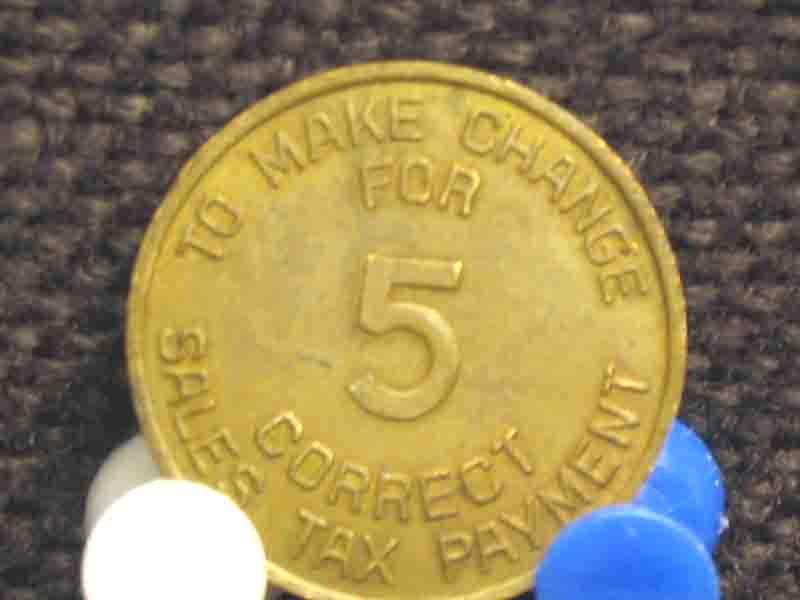 TO MAKE CHANGE
FOR
5
CORRECT
SALES TAX PAYMENT